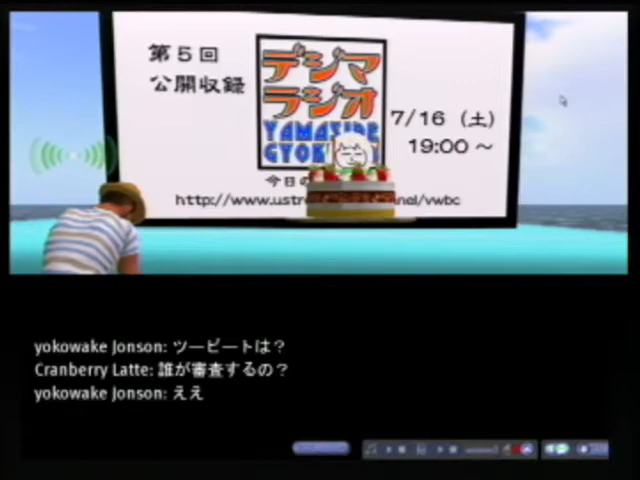 第5回
公開収録
デジマ
ラジオ
7/16 (土)
19:00～
今日の
http://www.ustre nel/vwbc
yokowake Jonson: ツービートは？
Cranberry Latte: 誰が審査するの？
yokowake Jonson: ええ